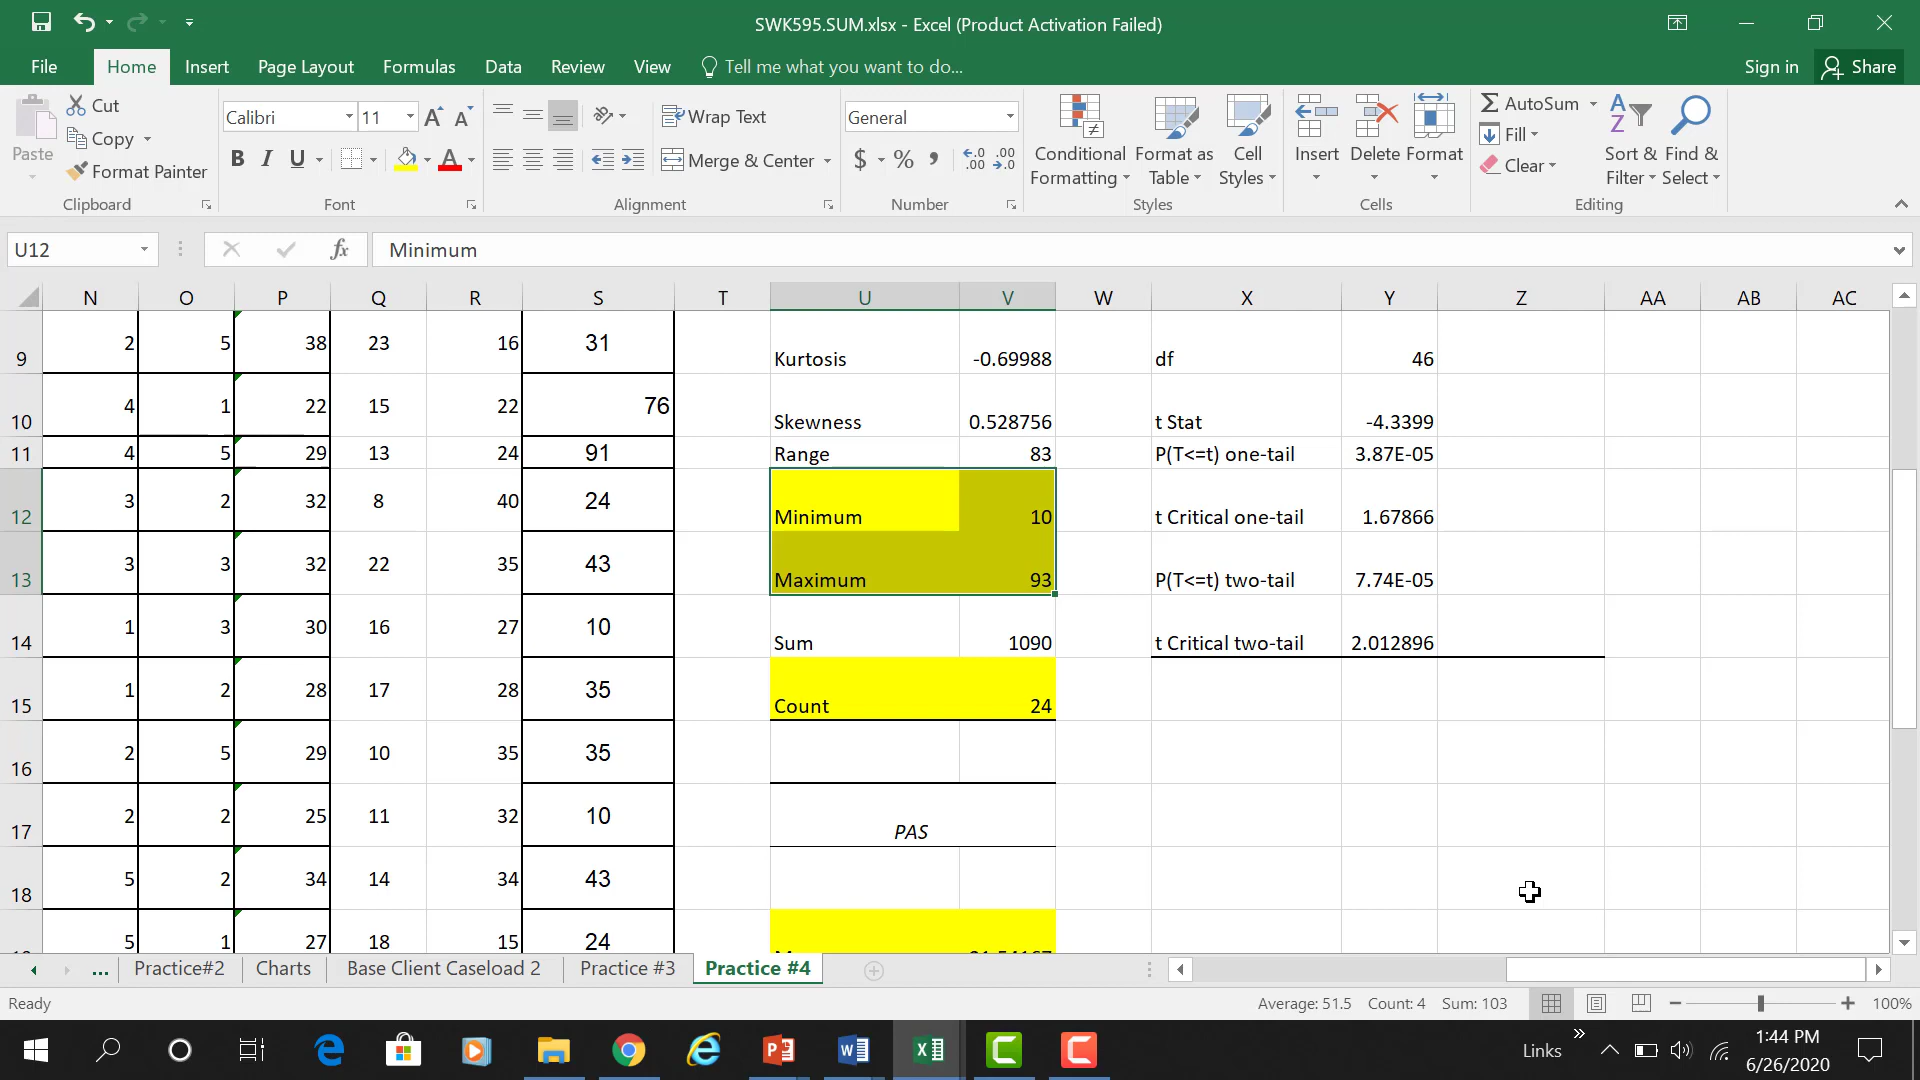 SWK595.SUM.xlsx - Excel (Product Activation Failed)
File Home Insert Page Layout Formulas Data Review View Tell me what you want to do... Sign in Share
Paste Cut Copy Format Painter Clipboard
Calibri 11 A A B I U A Font
Wrap Text Merge & Center Alignment
General $ % , .0 .00 .00 .0 Number
Conditional Formatting Format as Table Cell Styles Styles
Insert Delete Format Cells
AutoSum Fill Clear Sort & Filter Find & Select Editing
U12 fx Minimum
N O P Q R S T U V W X Y Z AA AB AC
9 2 5 38 23 16 31 Kurtosis -0.69988 df 46
10 4 1 22 15 22 76 Skewness 0.528756 t Stat -4.3399
11 4 5 29 13 24 91 Range 83 P(T<=t) one-tail 3.87E-05
12 3 2 32 8 40 24 Minimum 10 t Critical one-tail 1.67866
13 3 3 32 22 35 43 Maximum 93 P(T<=t) two-tail 7.74E-05
14 1 3 30 16 27 10 Sum 1090 t Critical two-tail 2.012896
15 1 2 28 17 28 35 Count 24
16 2 5 29 10 35 35
17 2 2 25 11 32 10 PAS
18 5 2 34 14 34 43
5 1 27 18 15 24
... Practice#2 Charts Base Client Caseload 2 Practice #3 Practice #4
Ready Average: 51.5 Count: 4 Sum: 103 100%
Links 1:44 PM
6/26/2020